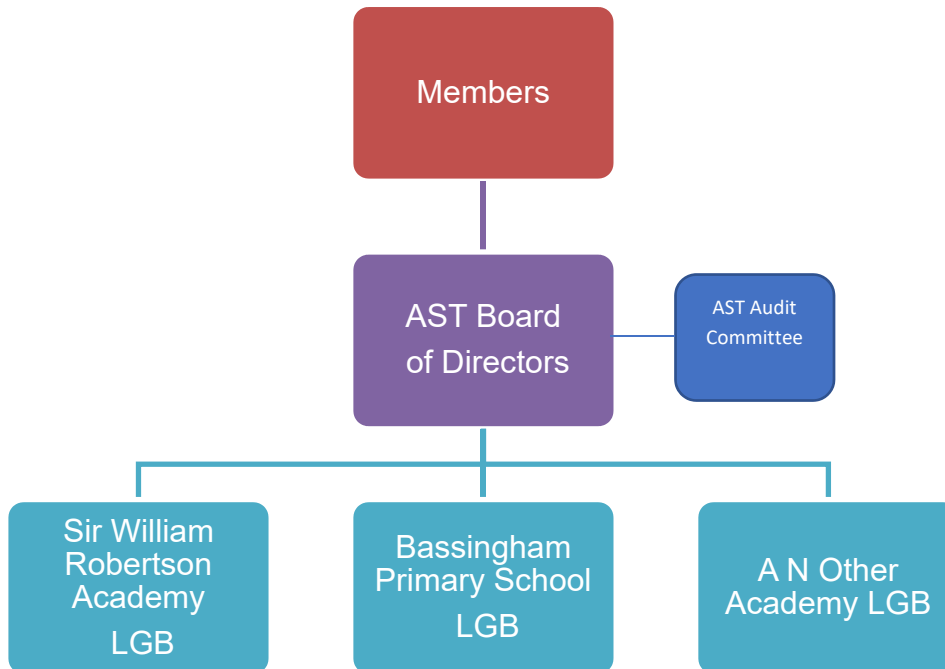 Members
AST Board
of Directors
AST Audit
Committee
Sir William
Robertson
Academy
LGB
Bassingham
Primary School
LGB
A N Other
Academy LGB